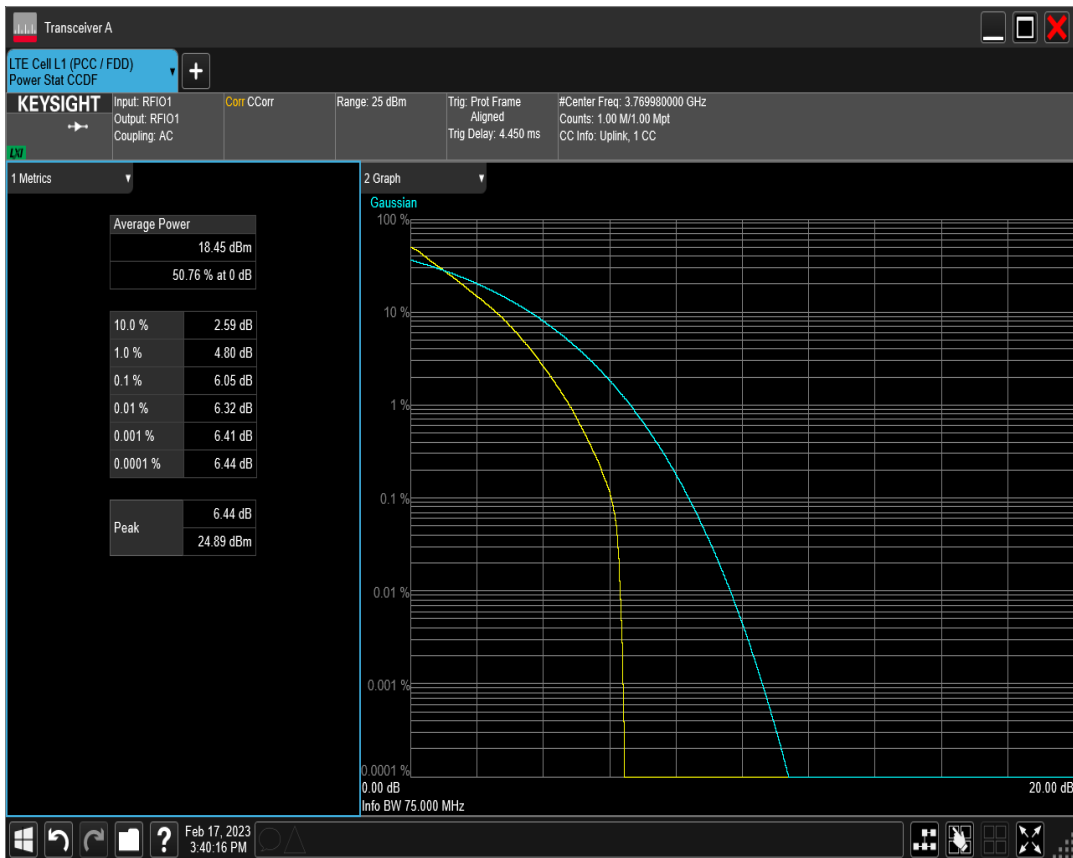 Transceiver A
LTE Cell L1 (PCC / FDD)
Power Stat CCDF
+
KEYSIGHT
LXI
Input: RFIO1
Output: RFIO1
Coupling: AC
Corr CCorr
Range: 25 dBm
Trig: Prot Frame
Aligned
Trig Delay: 4.450 ms
#Center Freq: 3.769980000 GHz
Counts: 1.00 M/1.00 Mpt
CC Info: Uplink, 1 CC
1 Metrics
Average Power
18.45 dBm
50.76 % at 0 dB
10.0 % 2.59 dB
1.0 % 4.80 dB
0.1 % 6.05 dB
0.01 % 6.32 dB
0.001 % 6.41 dB
0.0001 % 6.44 dB
Peak
6.44 dB
24.89 dBm
2 Graph
Gaussian
100 %
10 %
1 %
0.1 %
0.01 %
0.001 %
0.0001 %
0.00 dB 20.00 dB
Info BW 75.000 MHz
?
Feb 17, 2023
3:40:16 PM